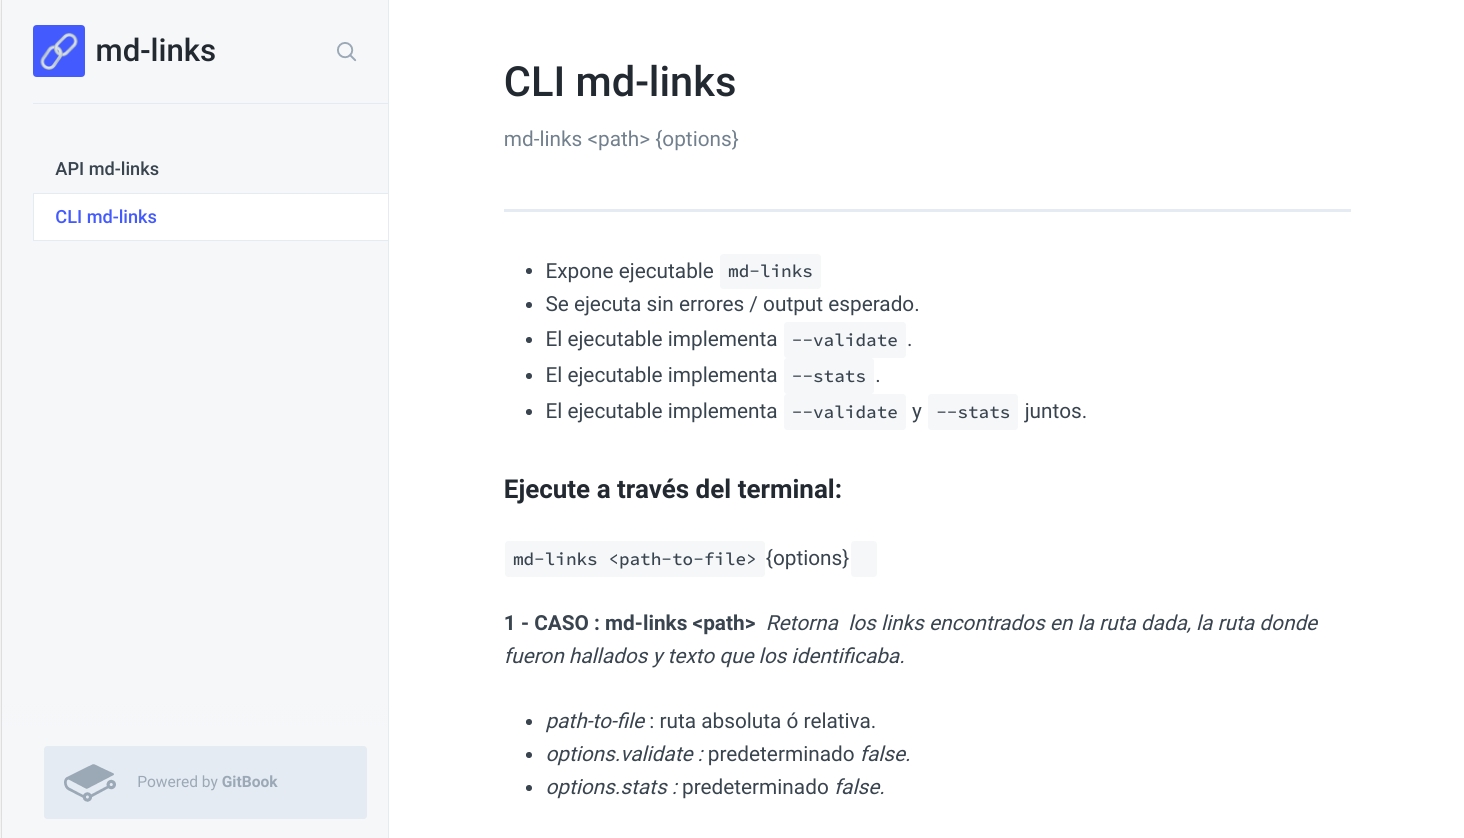 md-links
API md-links
CLI md-links
Powered by GitBook
CLI md-links
md-links <path> {options}
Expone ejecutable md-links
Se ejecuta sin errores / output esperado.
El ejecutable implementa --validate .
El ejecutable implementa --stats .
El ejecutable implementa --validate y --stats juntos.
Ejecute a través del terminal:
md-links <path-to-file> {options}
1 - CASO : md-links <path> Retorna los links encontrados en la ruta dada, la ruta donde
fueron hallados y texto que los identificaba.
path-to-file : ruta absoluta ó relativa.
options.validate : predeterminado false.
options.stats : predeterminado false.